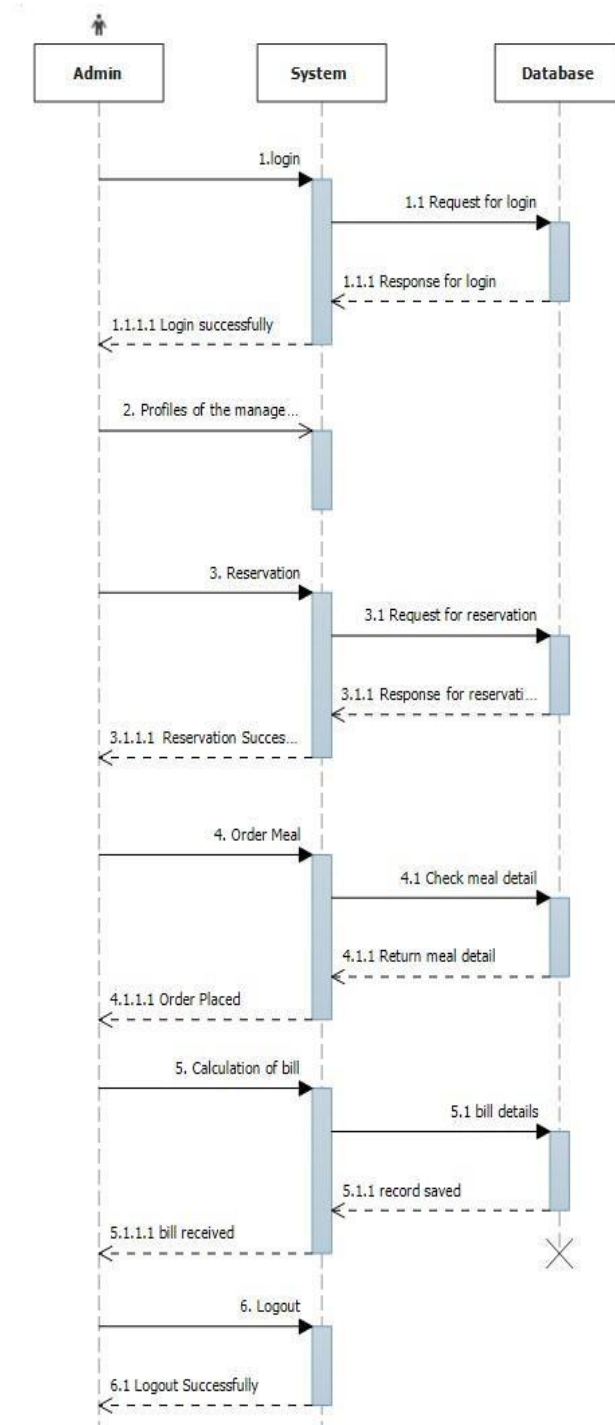 Admin
System
Database
1.login
1.1 Request for login
1.1.1 Response for login
1.1.1.1 Login successfully
2. Profiles of the manage...
3. Reservation
3.1 Request for reservation
3.1.1 Response for reservati...
3.1.1.1 Reservation Succes...
4. Order Meal
4.1 Check meal detail
4.1.1 Return meal detail
4.1.1.1 Order Placed
5. Calculation of bill
5.1 bill details
5.1.1 record saved
5.1.1.1 bill received
6. Logout
6.1 Logout Successfully